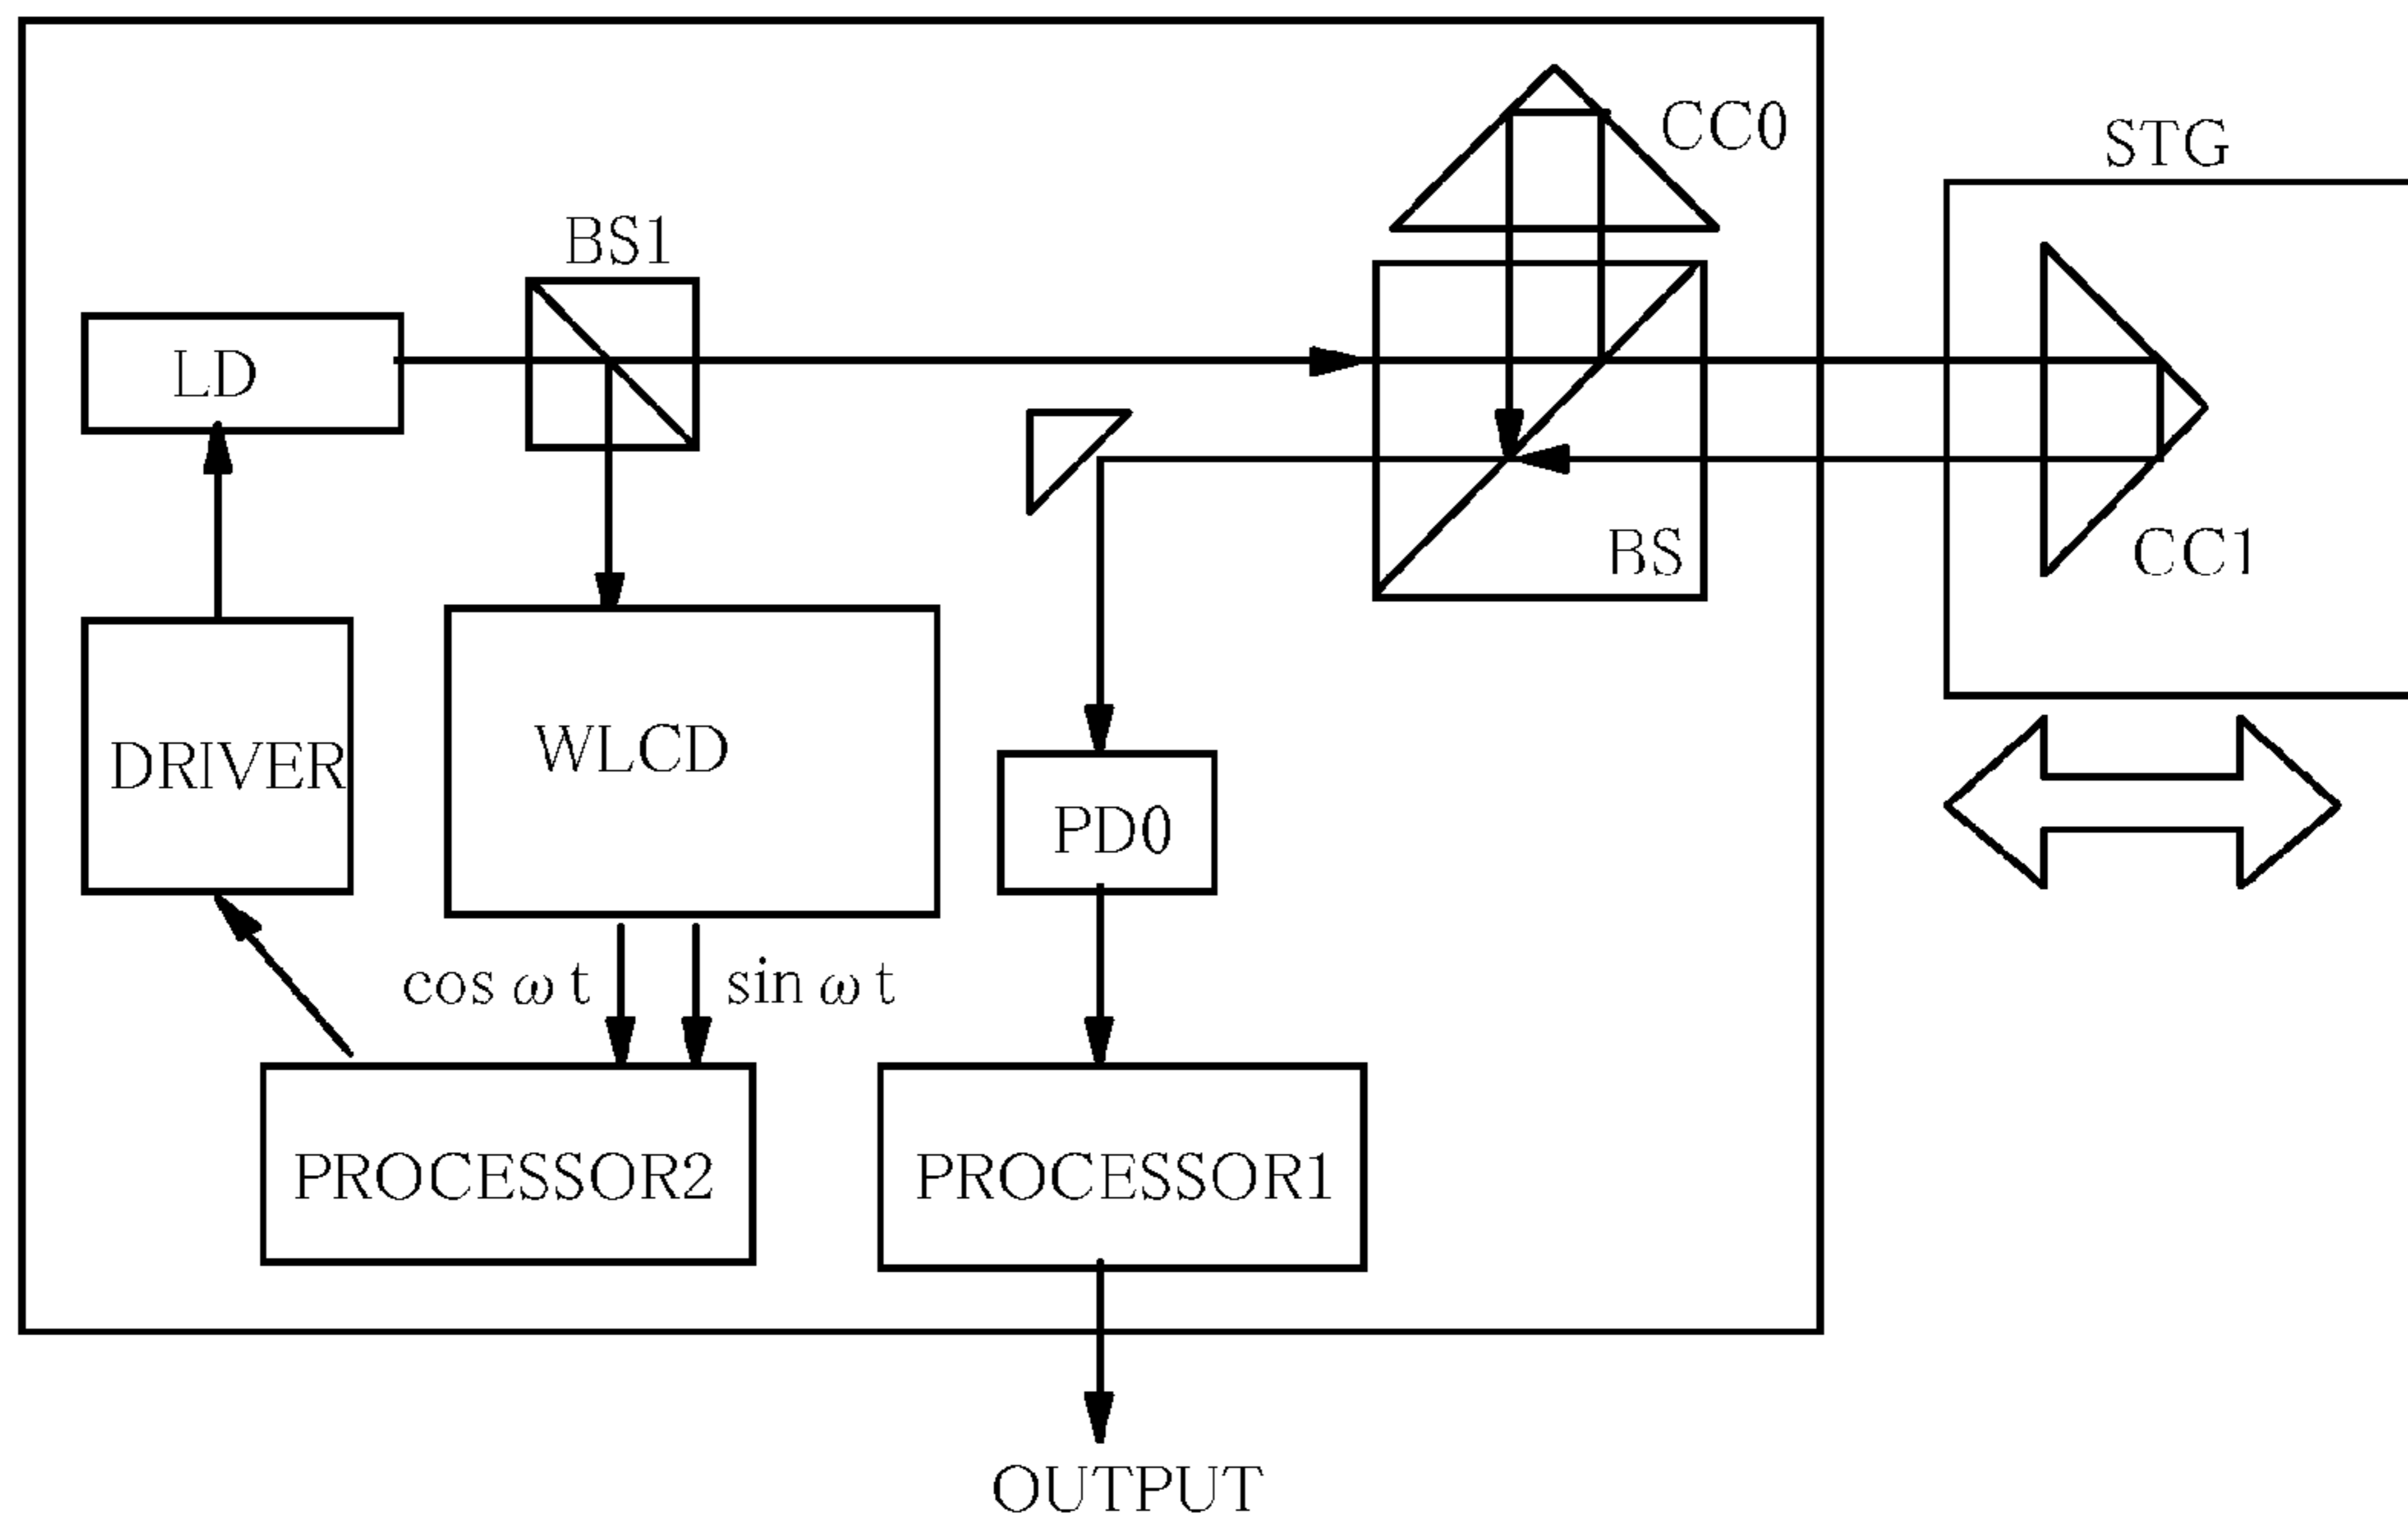 CC0
STG
BS1
LD
BS
CC1
DRIVER
WLCD
PD0
cos ω t
sin ω t
PROCESSOR2
PROCESSOR1
OUTPUT